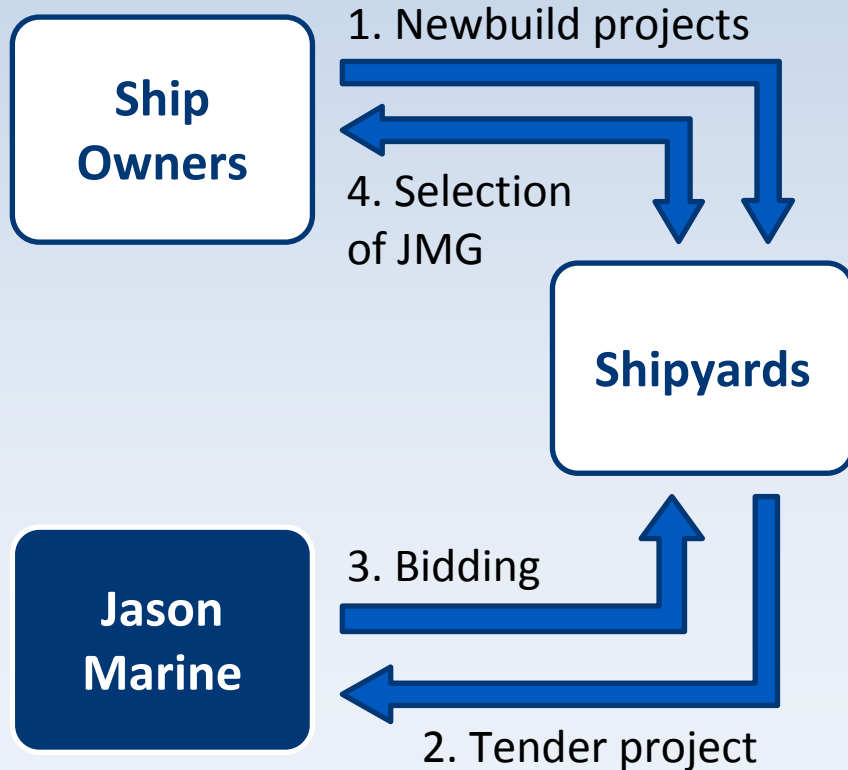 1. Newbuild projects
Ship
Owners
4. Selection
of JMG
Shipyards
3. Bidding
Jason
Marine
2. Tender project